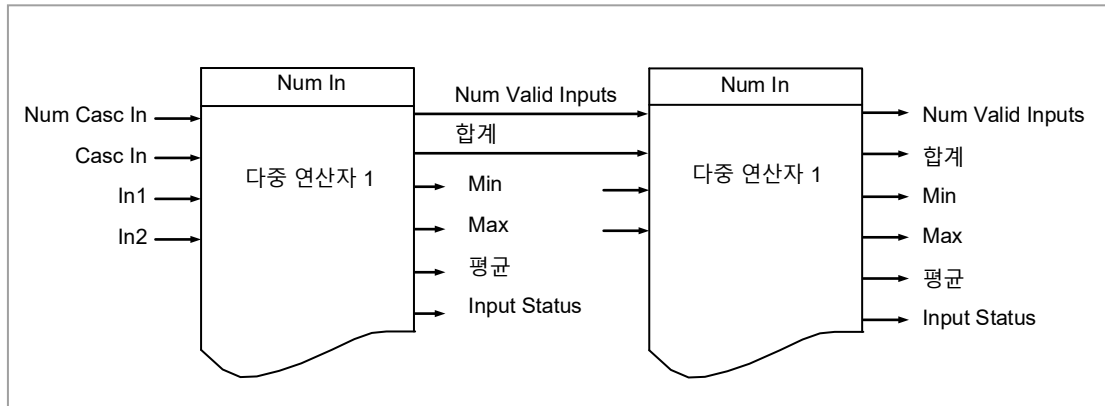 Num In
Num Casc In
Casc In
In1
In2
다중 연산자 1
Num Valid Inputs
합계
Min
Max
평균
Input Status
Num In
다중 연산자 1
Num Valid Inputs
합계
Min
Max
평균
Input Status